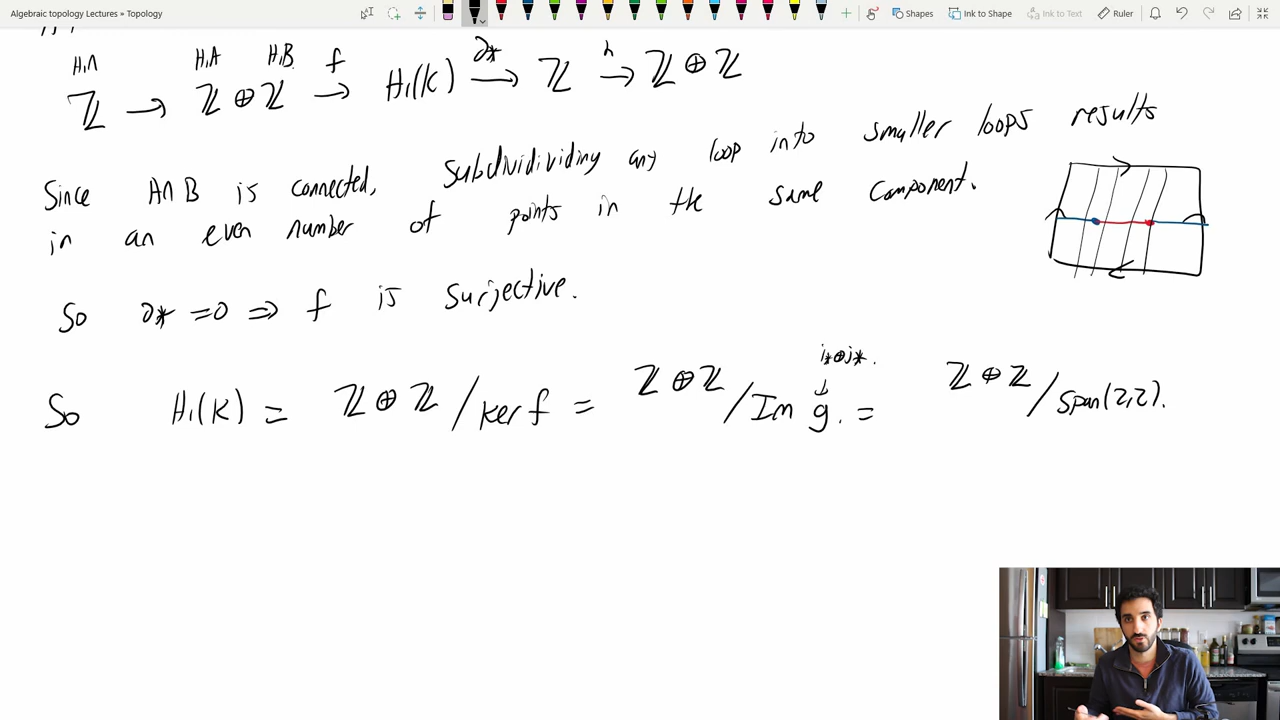 Algebraic topology Lectures » Topology
Shapes Ink to Shape Ink to Text Ruler
H₁A H₁B f ∂* h
ℤ → ℤ ⊕ ℤ → H₁(K) → ℤ → ℤ ⊕ ℤ
Since A∩B is connected, subdividividing any loop into smaller loops results
in an even number of points in the same component.
So ∂* = 0 ⇒ f is surjective.
i*⊕j*.
So H₁(K) = ℤ ⊕ ℤ / ker f = ℤ ⊕ ℤ / Im g. = ℤ ⊕ ℤ / span(2,2).